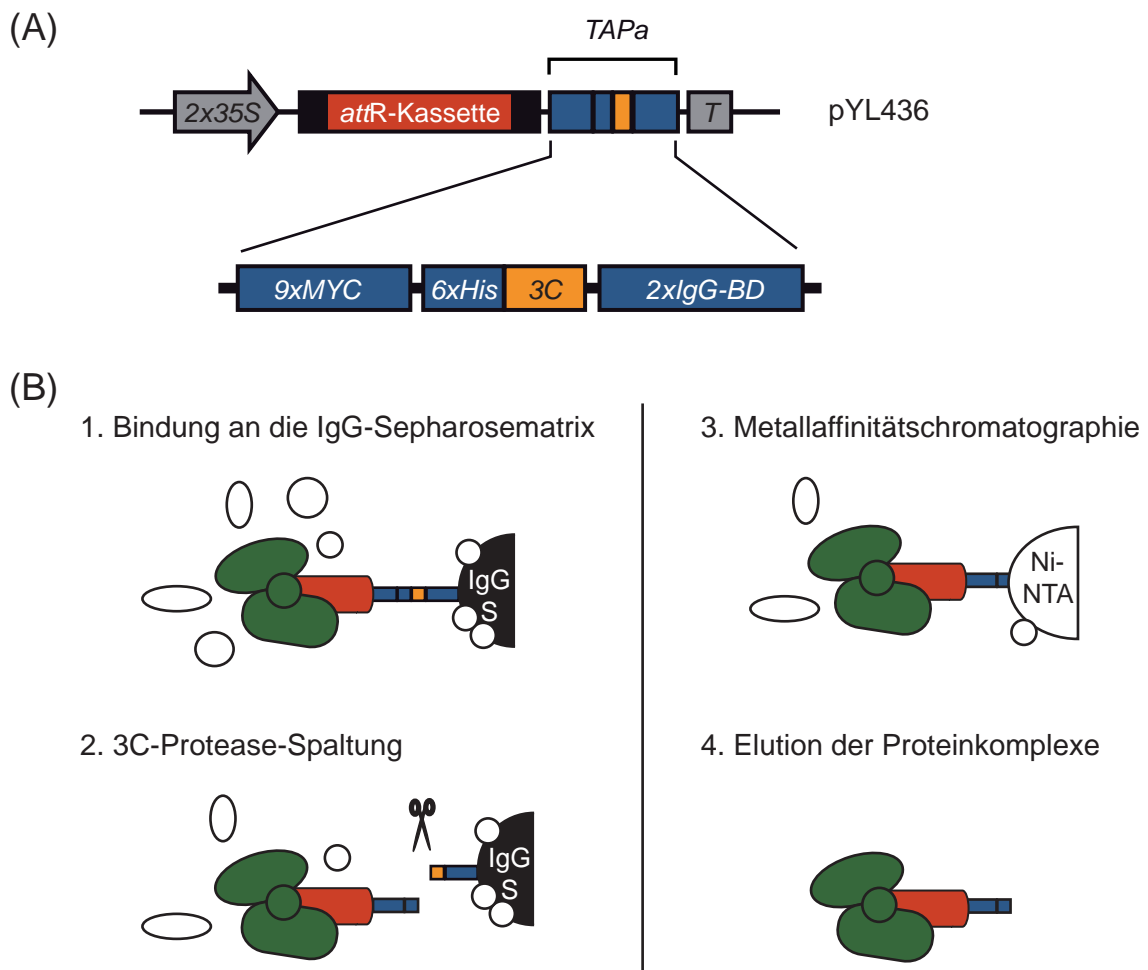 (A)
TAPa
2x35S
attR-Kassette
T
pYL436
9xMYC
6xHis
3C
2xIgG-BD
(B)
1. Bindung an die IgG-Sepharosematrix
IgG
S
2. 3C-Protease-Spaltung
IgG
S
3. Metallaffinitätschromatographie
Ni-
NTA
4. Elution der Proteinkomplexe